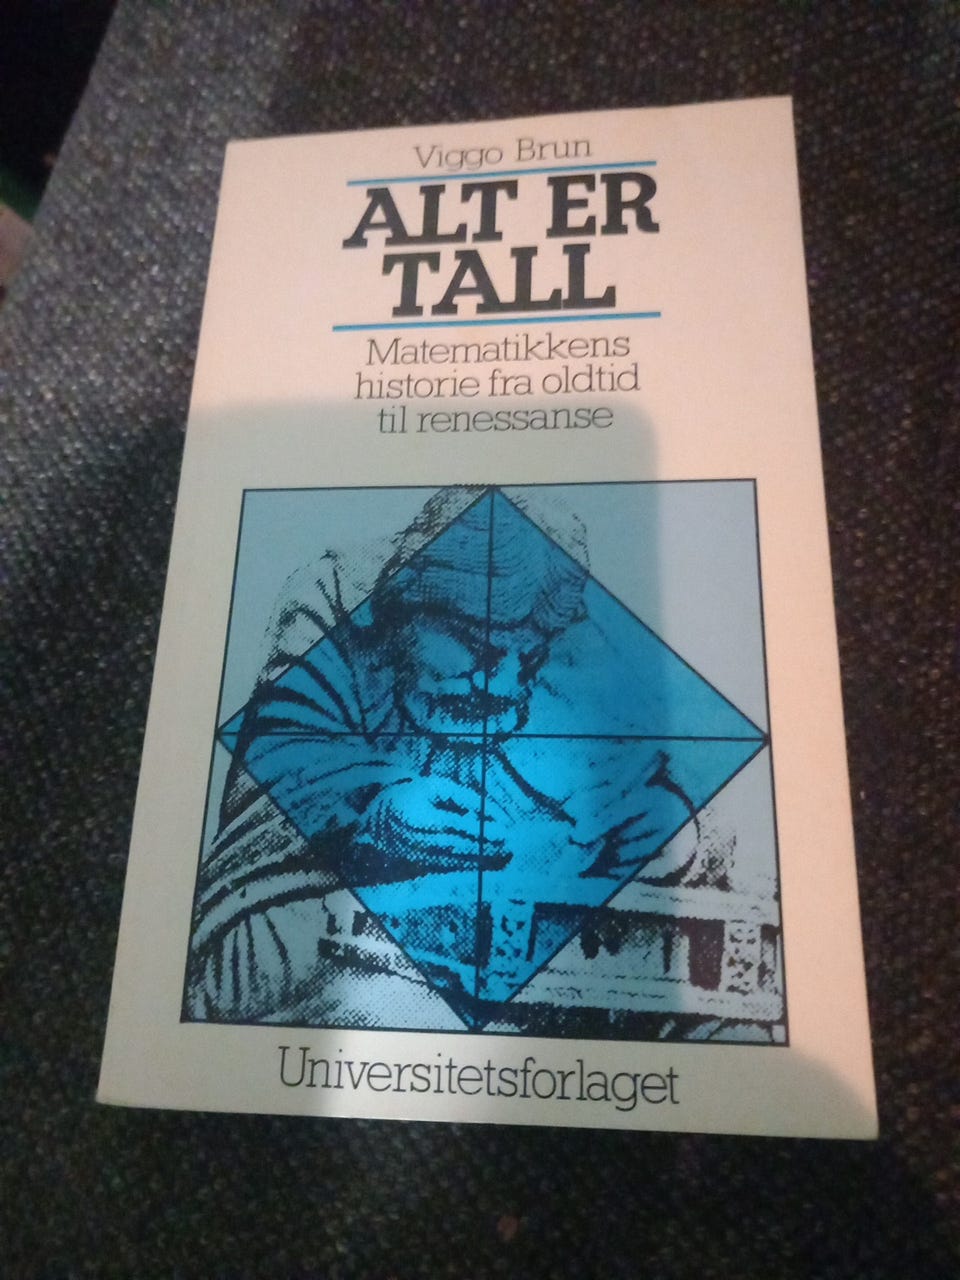 Viggo Brun
ALT ER
TALL
Matematikkens
historie fra oldtid
til renessanse
Universitetsforlaget